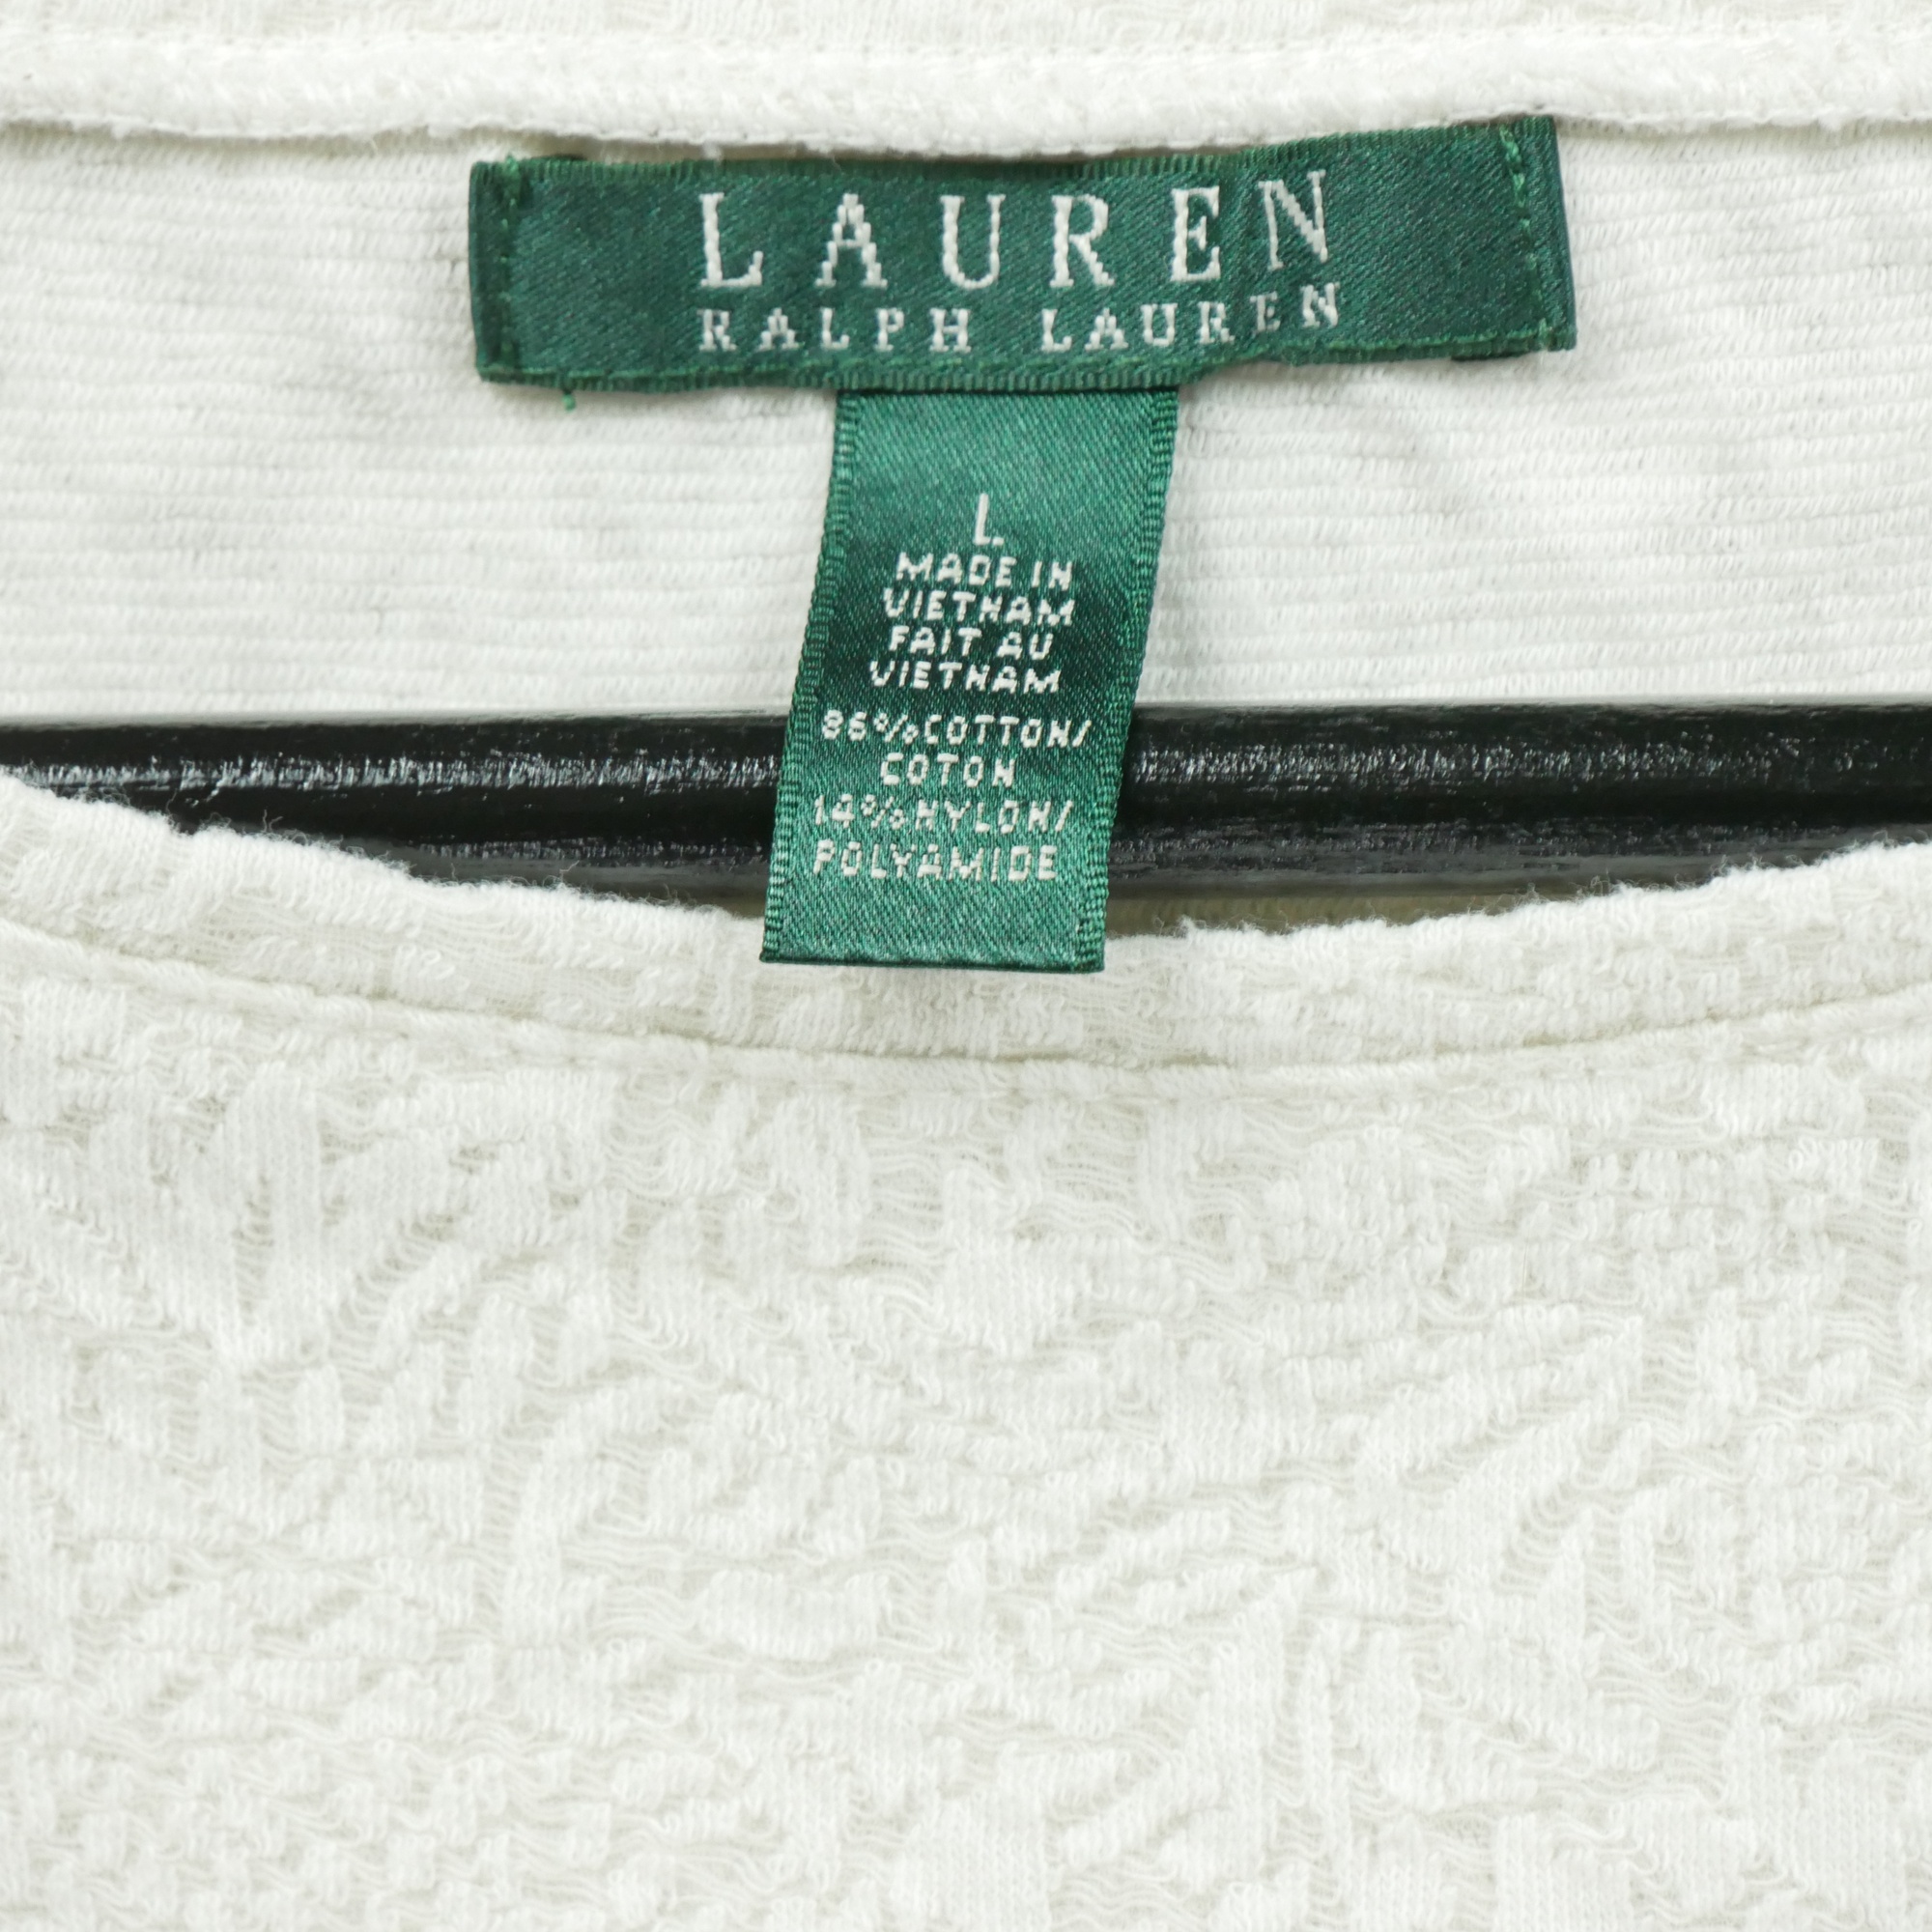 LAUREN
RALPH LAUREN
L
MADE IN
VIETNAM
FAIT AU
VIETNAM
86% COTTON/
COTON
14% NYLON/
POLYAMIDE